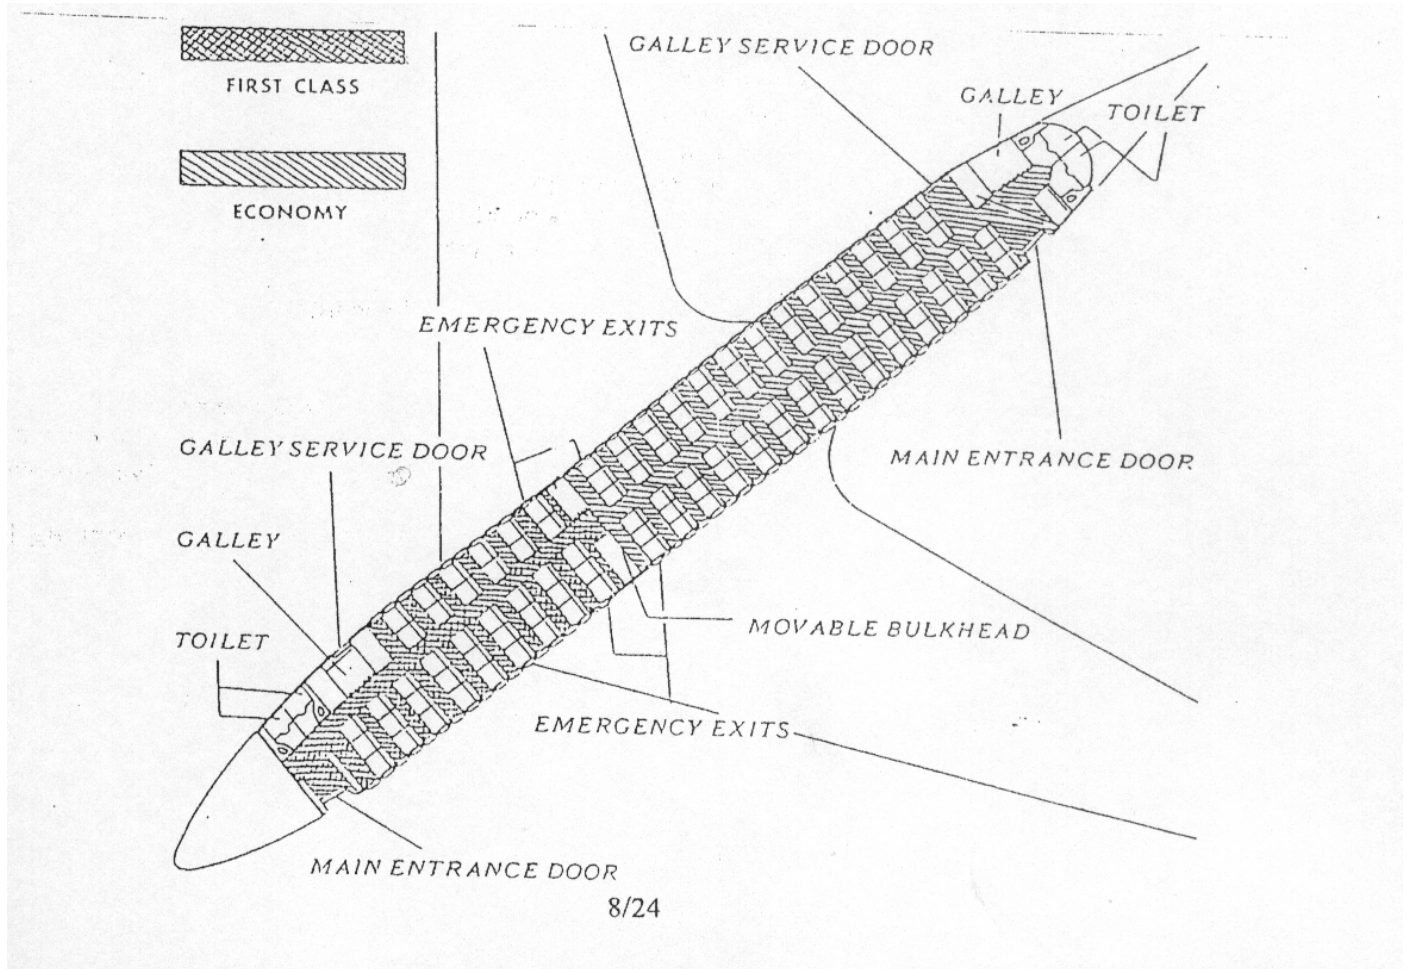 FIRST CLASS
ECONOMY
GALLEY SERVICE DOOR
GALLEY
TOILET
EMERGENCY EXITS
GALLEY SERVICE DOOR
MAIN ENTRANCE DOOR
GALLEY
TOILET
MOVABLE BULKHEAD
EMERGENCY EXITS
MAIN ENTRANCE DOOR
8/24